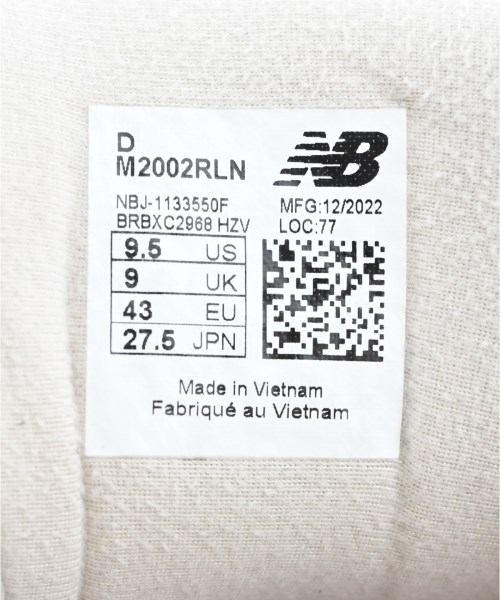 D
M2002RLN
NB
NBJ-1133550F
BRBXC2968 HZV
MFG:12/2022
LOC:77
9.5 US
9 UK
43 EU
27.5 JPN
Made in Vietnam
Fabriqué au Vietnam